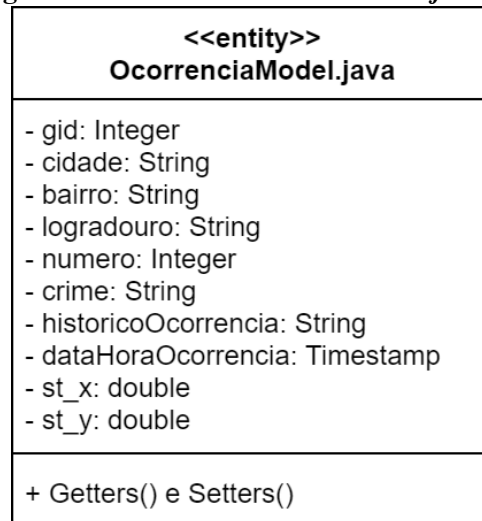 <<entity>>
OcorrenciaModel.java
- gid: Integer
- cidade: String
- bairro: String
- logradouro: String
- numero: Integer
- crime: String
- historicoOcorrencia: String
- dataHoraOcorrencia: Timestamp
- st_x: double
- st_y: double
+ Getters() e Setters()